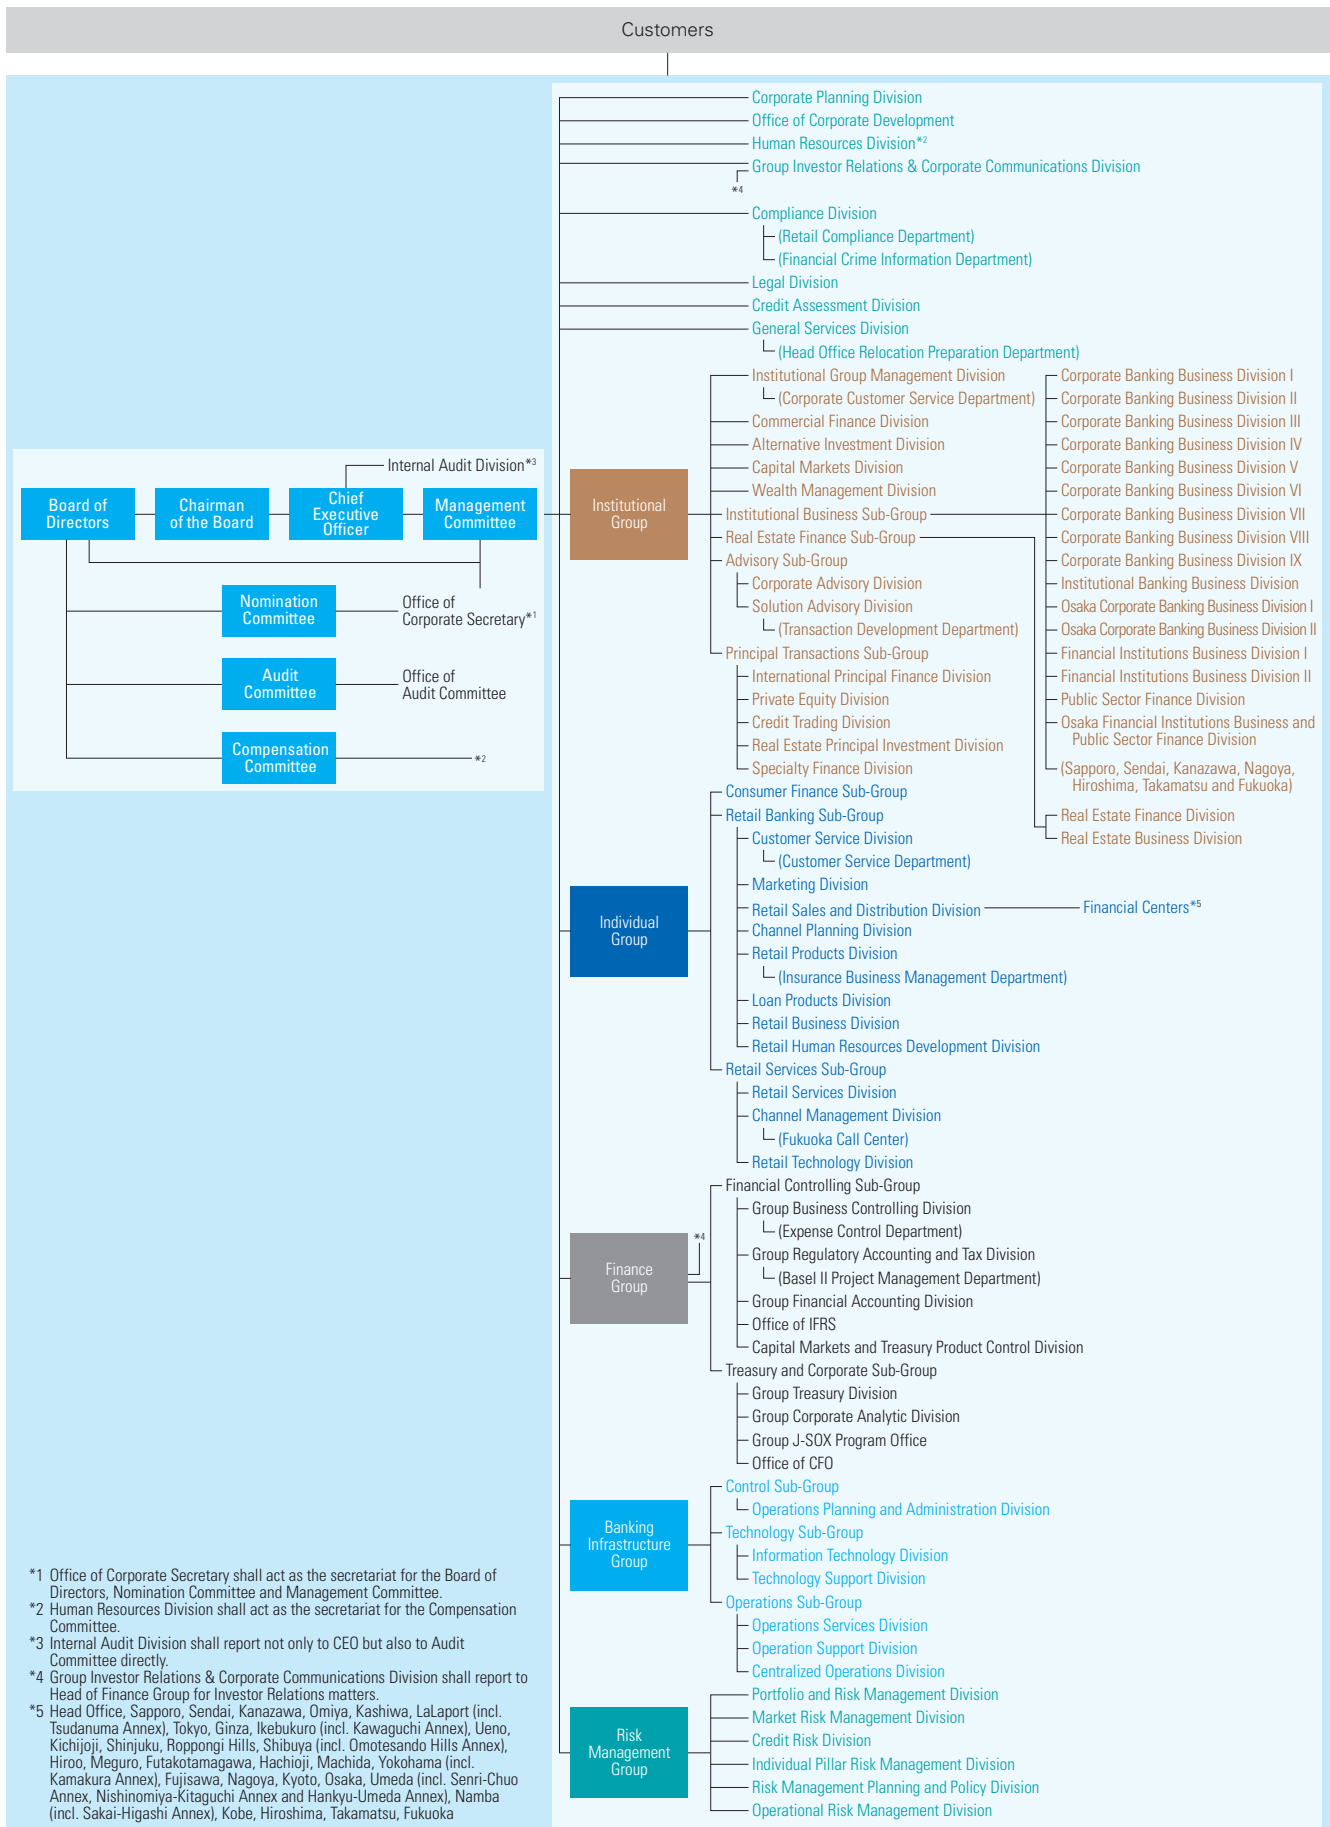 Customers
Corporate Planning Division
Office of Corporate Development
Human Resources Division*2
Group Investor Relations & Corporate Communications Division
*4
Compliance Division
(Retail Compliance Department)
(Financial Crime Information Department)
Legal Division
Credit Assessment Division
General Services Division
(Head Office Relocation Preparation Department)
Internal Audit Division*3
Board of
Directors
Chairman
of the Board
Chief
Executive
Officer
Management
Committee
Nomination
Committee
Office of
Corporate Secretary*1
Audit
Committee
Office of
Audit Committee
Compensation
Committee
*2
Institutional
Group
Institutional Group Management Division
(Corporate Customer Service Department)
Commercial Finance Division
Alternative Investment Division
Capital Markets Division
Wealth Management Division
Institutional Business Sub-Group
Real Estate Finance Sub-Group
Advisory Sub-Group
Corporate Advisory Division
Solution Advisory Division
(Transaction Development Department)
Principal Transactions Sub-Group
International Principal Finance Division
Private Equity Division
Credit Trading Division
Real Estate Principal Investment Division
Specialty Finance Division
Corporate Banking Business Division I
Corporate Banking Business Division II
Corporate Banking Business Division III
Corporate Banking Business Division IV
Corporate Banking Business Division V
Corporate Banking Business Division VI
Corporate Banking Business Division VII
Corporate Banking Business Division VIII
Corporate Banking Business Division IX
Institutional Banking Business Division
Osaka Corporate Banking Business Division I
Osaka Corporate Banking Business Division II
Financial Institutions Business Division I
Financial Institutions Business Division II
Public Sector Finance Division
Osaka Financial Institutions Business and
Public Sector Finance Division
(Sapporo, Sendai, Kanazawa, Nagoya,
Hiroshima, Takamatsu and Fukuoka)
Real Estate Finance Division
Real Estate Business Division
Individual
Group
Consumer Finance Sub-Group
Retail Banking Sub-Group
Customer Service Division
(Customer Service Department)
Marketing Division
Retail Sales and Distribution Division
Financial Centers*5
Channel Planning Division
Retail Products Division
(Insurance Business Management Department)
Loan Products Division
Retail Business Division
Retail Human Resources Development Division
Retail Services Sub-Group
Retail Services Division
Channel Management Division
(Fukuoka Call Center)
Retail Technology Division
Finance
Group
*4
Financial Controlling Sub-Group
Group Business Controlling Division
(Expense Control Department)
Group Regulatory Accounting and Tax Division
(Basel II Project Management Department)
Group Financial Accounting Division
Office of IFRS
Capital Markets and Treasury Product Control Division
Treasury and Corporate Sub-Group
Group Treasury Division
Group Corporate Analytic Division
Group J-SOX Program Office
Office of CFO
Banking
Infrastructure
Group
Control Sub-Group
Operations Planning and Administration Division
Technology Sub-Group
Information Technology Division
Technology Support Division
Operations Sub-Group
Operations Services Division
Operation Support Division
Centralized Operations Division
Risk
Management
Group
Portfolio and Risk Management Division
Market Risk Management Division
Credit Risk Division
Individual Pillar Risk Management Division
Risk Management Planning and Policy Division
Operational Risk Management Division
*1 Office of Corporate Secretary shall act as the secretariat for the Board of
Directors, Nomination Committee and Management Committee.
*2 Human Resources Division shall act as the secretariat for the Compensation
Committee.
*3 Internal Audit Division shall report not only to CEO but also to Audit
Committee directly.
*4 Group Investor Relations & Corporate Communications Division shall report to
Head of Finance Group for Investor Relations matters.
*5 Head Office, Sapporo, Sendai, Kanazawa, Omiya, Kashiwa, LaLaport (incl.
Tsudanuma Annex), Tokyo, Ginza, Ikebukuro (incl. Kawaguchi Annex), Ueno,
Kichijoji, Shinjuku, Roppongi Hills, Shibuya (incl. Omotesando Hills Annex),
Hiroo, Meguro, Futakotamagawa, Hachioji, Machida, Yokohama (incl.
Kamakura Annex), Fujisawa, Nagoya, Kyoto, Osaka, Umeda (incl. Senri-Chuo
Annex, Nishinomiya-Kitaguchi Annex and Hankyu-Umeda Annex), Namba
(incl. Sakai-Higashi Annex), Kobe, Hiroshima, Takamatsu, Fukuoka